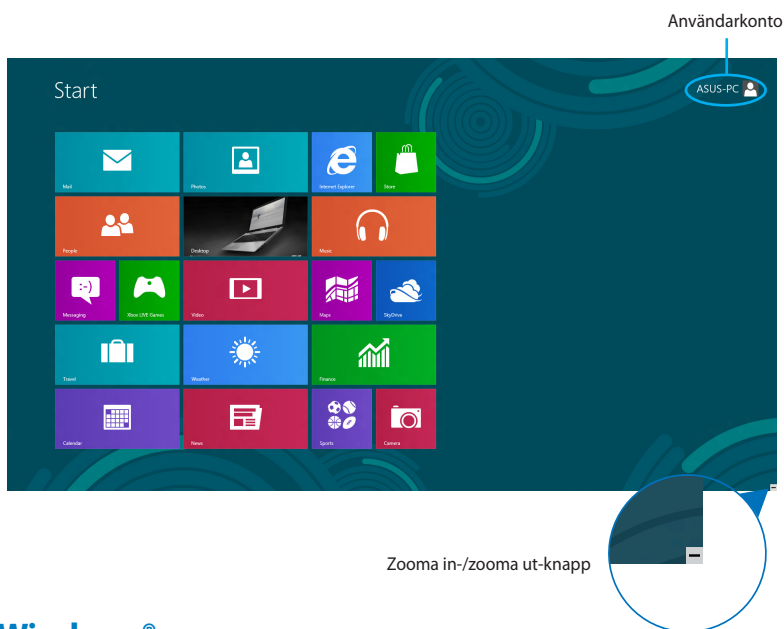 Användarkonto
Start
ASUS-PC
Mail
Photos
Internet Explorer
Store
People
Desktop
Music
Messaging
Xbox LIVE Games
Video
Maps
SkyDrive
Travel
Weather
Finance
Calendar
News
Sports
Camera
Zooma in-/zooma ut-knapp